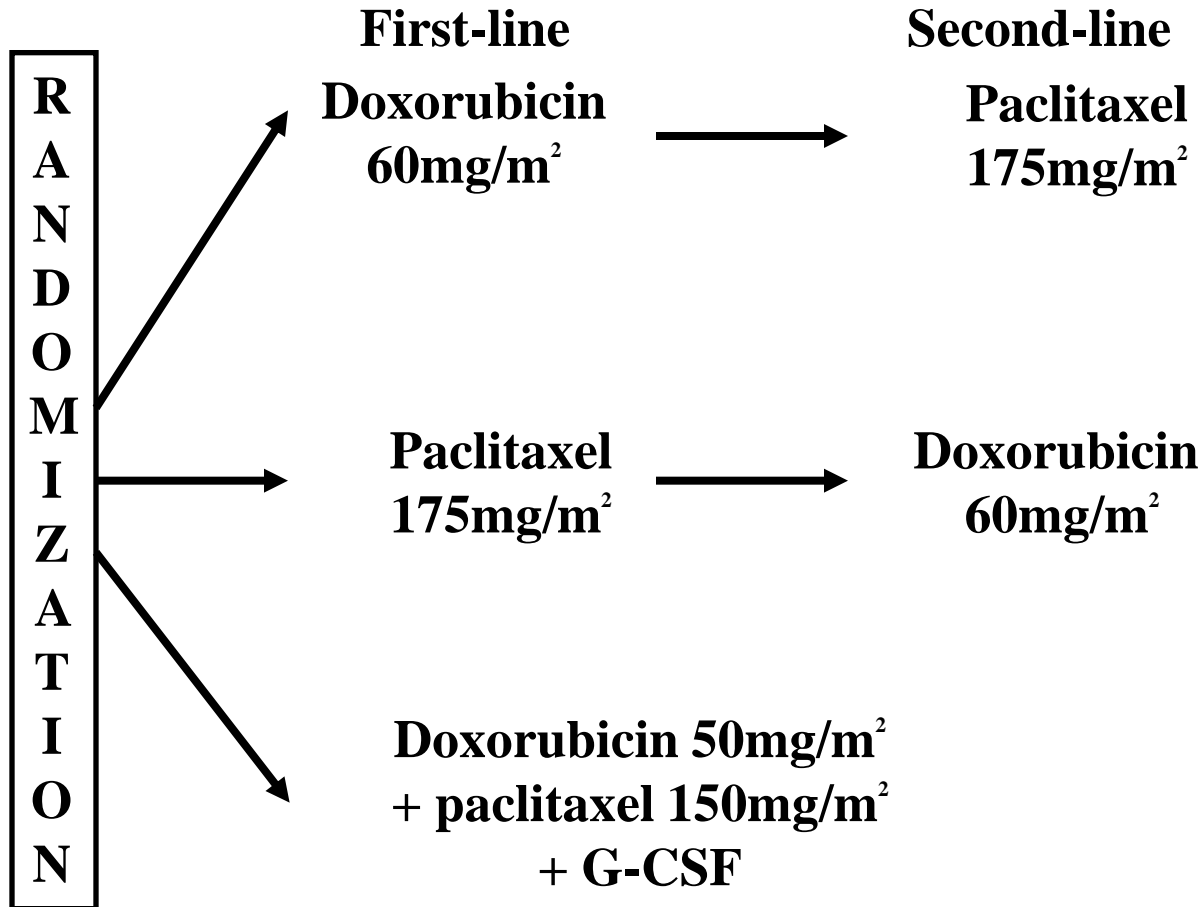 First-line
Second-line
R
A
N
D
O
M
I
Z
A
T
I
O
N
Doxorubicin
60mg/m²
Paclitaxel
175mg/m²
Paclitaxel
175mg/m²
Doxorubicin
60mg/m²
Doxorubicin 50mg/m²
+ paclitaxel 150mg/m²
+ G-CSF